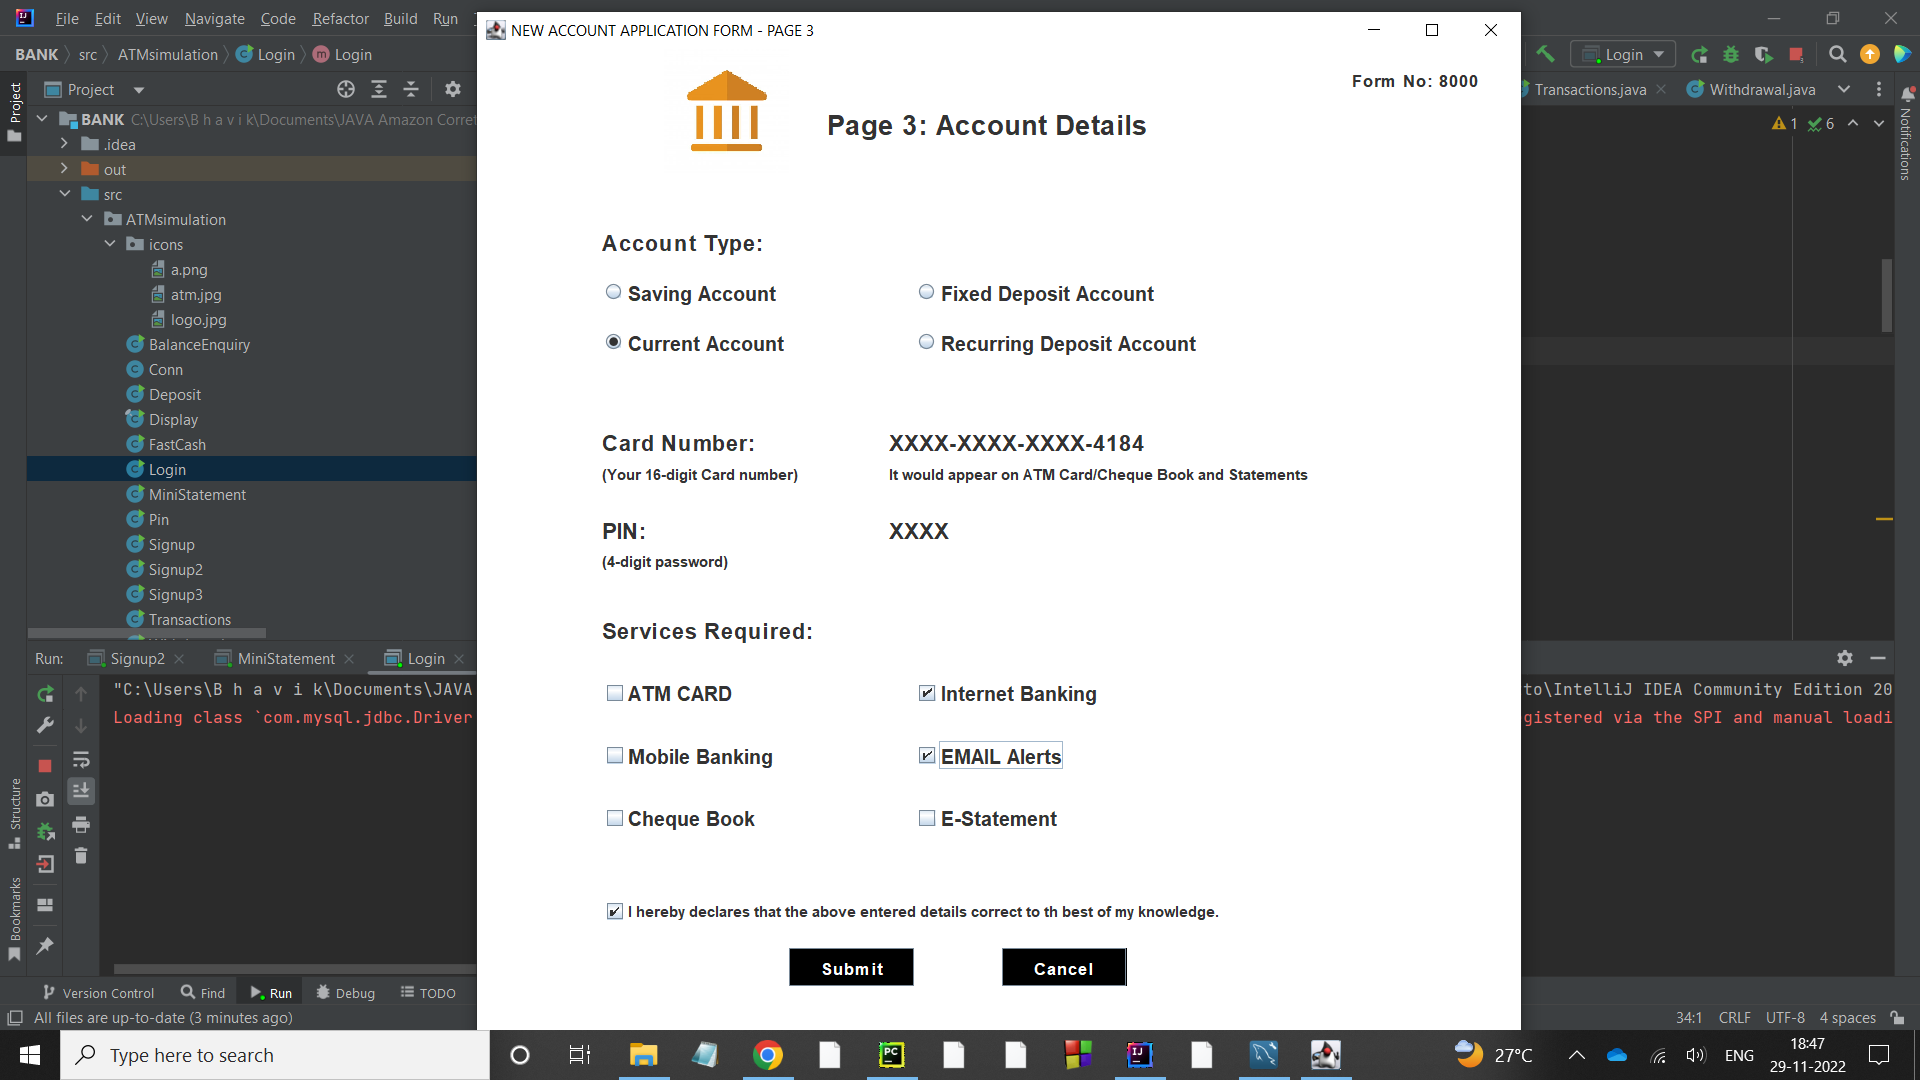 File Edit View Navigate Refactor Build Run
NEW ACCOUNT APPLICATION FORM - PAGE 3
BANK src ATMsimulation Login Login
Login
Project
Form No: 8000
Transactions.java Withdrawal.java
Project
BANK C:\Users\B h a v i k\Documents\JAVA Amazon Corret
.idea
out
src
ATMsimulation
icons
a.png
atm.jpg
logo.jpg
BalanceEnquiry
Conn
Deposit
Display
FastCash
Login
MiniStatement
Pin
Signup
Signup2
Signup3
Transactions
Page 3: Account Details
1 6
Notifications
Account Type:
Saving Account Fixed Deposit Account
Current Account Recurring Deposit Account
Card Number: XXXX-XXXX-XXXX-4184
(Your 16-digit Card number) It would appear on ATM Card/Cheque Book and Statements
PIN: XXXX
(4-digit password)
Services Required:
ATM CARD Internet Banking
Mobile Banking EMAIL Alerts
Cheque Book E-Statement
I hereby declares that the above entered details correct to th best of my knowledge.
Submit Cancel
Run: Signup2 MiniStatement Login
"C:\Users\B h a v i k\Documents\JAVA
to\IntelliJ IDEA Community Edition 20
Loading class `com.mysql.jdbc.Driver
gistered via the SPI and manual loadi
Structure
Bookmarks
Version Control Find Run Debug TODO
All files are up-to-date (3 minutes ago)
34:1 CRLF UTF-8 4 spaces
Type here to search
PC
IJ
27°C
ENG
18:47
29-11-2022